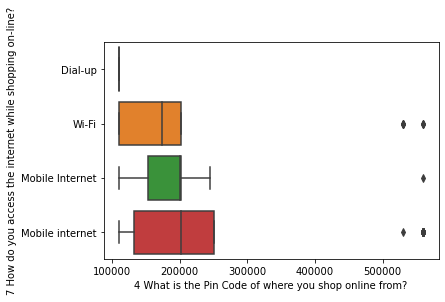 7 How do you access the internet while shopping on-line?
Dial-up
Wi-Fi
Mobile Internet
Mobile internet
100000 200000 300000 400000 500000
4 What is the Pin Code of where you shop online from?